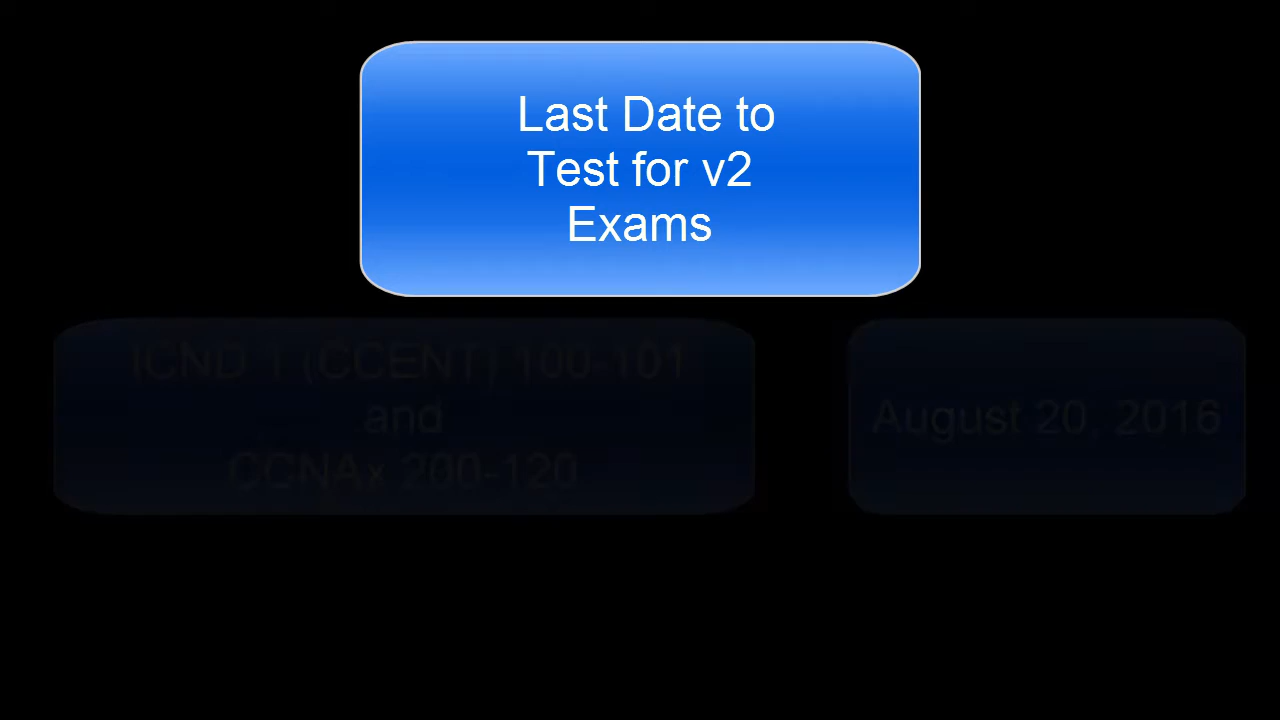 Last Date to
Test for v2
Exams
ICND 1 (CCENT) 100-101
and
CCNAx 200-120
August 20, 2016